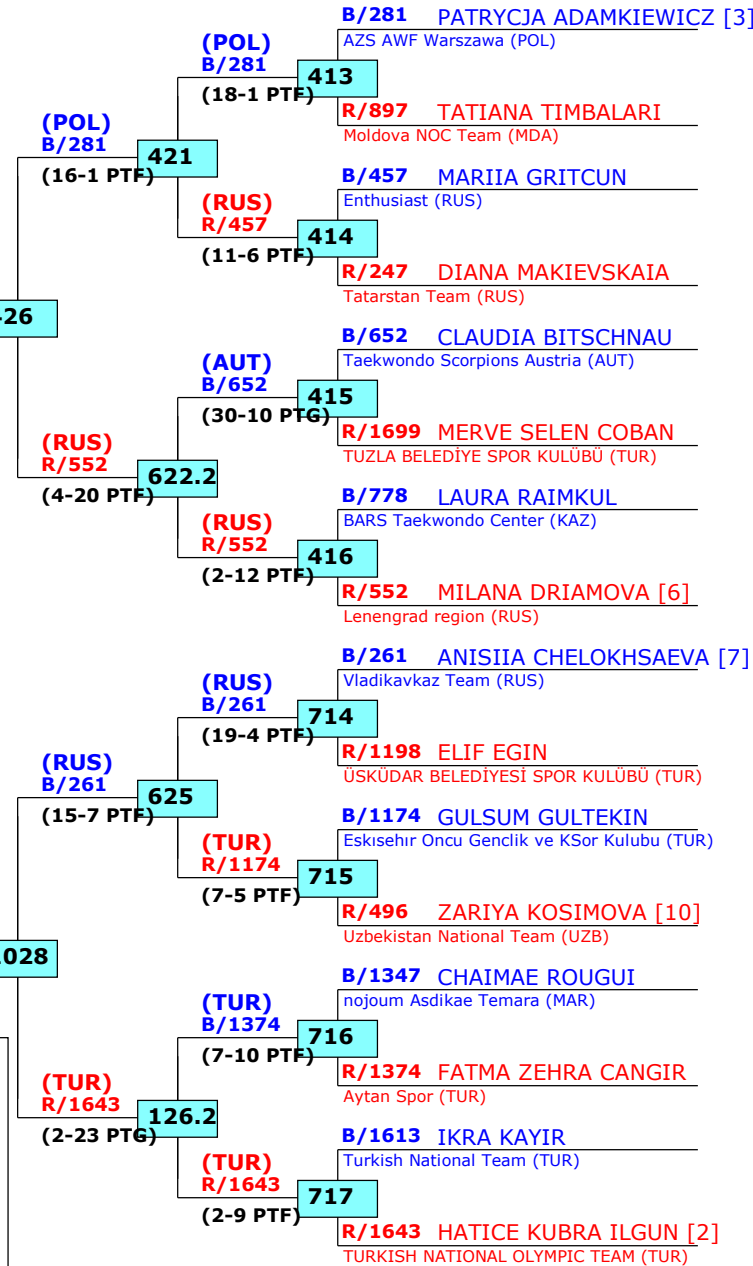 B/281 PATRYCJA ADAMKIEWICZ [3]
AZS AWF Warszawa (POL)
(POL)
B/281
413
(18-1 PTF)
R/897 TATIANA TIMBALARI
Moldova NOC Team (MDA)
(POL)
B/281
421
(16-1 PTF)
B/457 MARIIA GRITCUN
Enthusiast (RUS)
(RUS)
R/457
414
(11-6 PTF)
R/247 DIANA MAKIEVSKAIA
Tatarstan Team (RUS)
26
B/652 CLAUDIA BITSCHNAU
Taekwondo Scorpions Austria (AUT)
(AUT)
B/652
415
(30-10 PTG)
R/1699 MERVE SELEN COBAN
TUZLA BELEDİYE SPOR KULÜBÜ (TUR)
(RUS)
R/552
622.2
(4-20 PTF)
B/778 LAURA RAIMKUL
BARS Taekwondo Center (KAZ)
(RUS)
R/552
416
(2-12 PTF)
R/552 MILANA DRIAMOVA [6]
Lenengrad region (RUS)
B/261 ANISIIA CHELOKHSAEVA [7]
Vladikavkaz Team (RUS)
(RUS)
B/261
714
(19-4 PTF)
R/1198 ELIF EGIN
ÜSKÜDAR BELEDİYESİ SPOR KULÜBÜ (TUR)
(RUS)
B/261
625
(15-7 PTF)
B/1174 GULSUM GULTEKIN
Eskısehır Oncu Genclik ve KSor Kulubu (TUR)
(TUR)
R/1174
715
(7-5 PTF)
R/496 ZARIYA KOSIMOVA [10]
Uzbekistan National Team (UZB)
028
B/1347 CHAIMAE ROUGUI
nojoum Asdikae Temara (MAR)
(TUR)
B/1374
716
(7-10 PTF)
R/1374 FATMA ZEHRA CANGIR
Aytan Spor (TUR)
(TUR)
R/1643
126.2
(2-23 PTG)
B/1613 IKRA KAYIR
Turkish National Team (TUR)
(TUR)
R/1643
717
(2-9 PTF)
R/1643 HATICE KUBRA ILGUN [2]
TURKISH NATIONAL OLYMPIC TEAM (TUR)